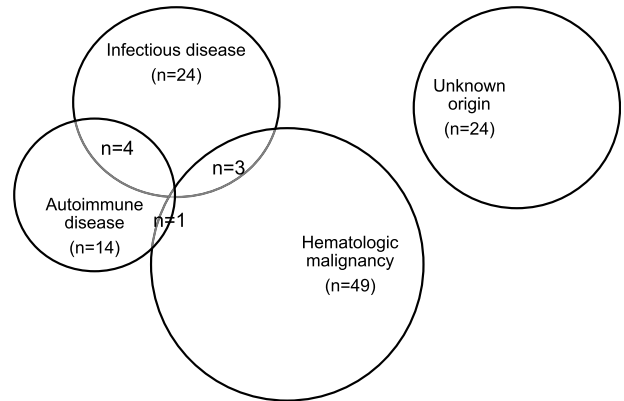 Infectious disease
(n=24)
Unknown
origin
(n=24)
n=4
n=3
Autoimmune
disease
(n=14)
n=1
Hematologic
malignancy
(n=49)